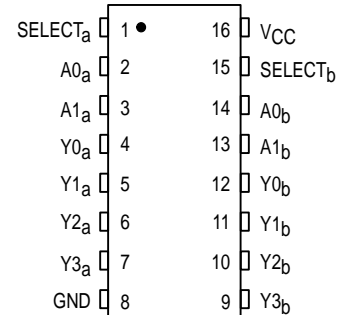 SELECTa 1 16 VCC
A0a 2 15 SELECTb
A1a 3 14 A0b
Y0a 4 13 A1b
Y1a 5 12 Y0b
Y2a 6 11 Y1b
Y3a 7 10 Y2b
GND 8 9 Y3b